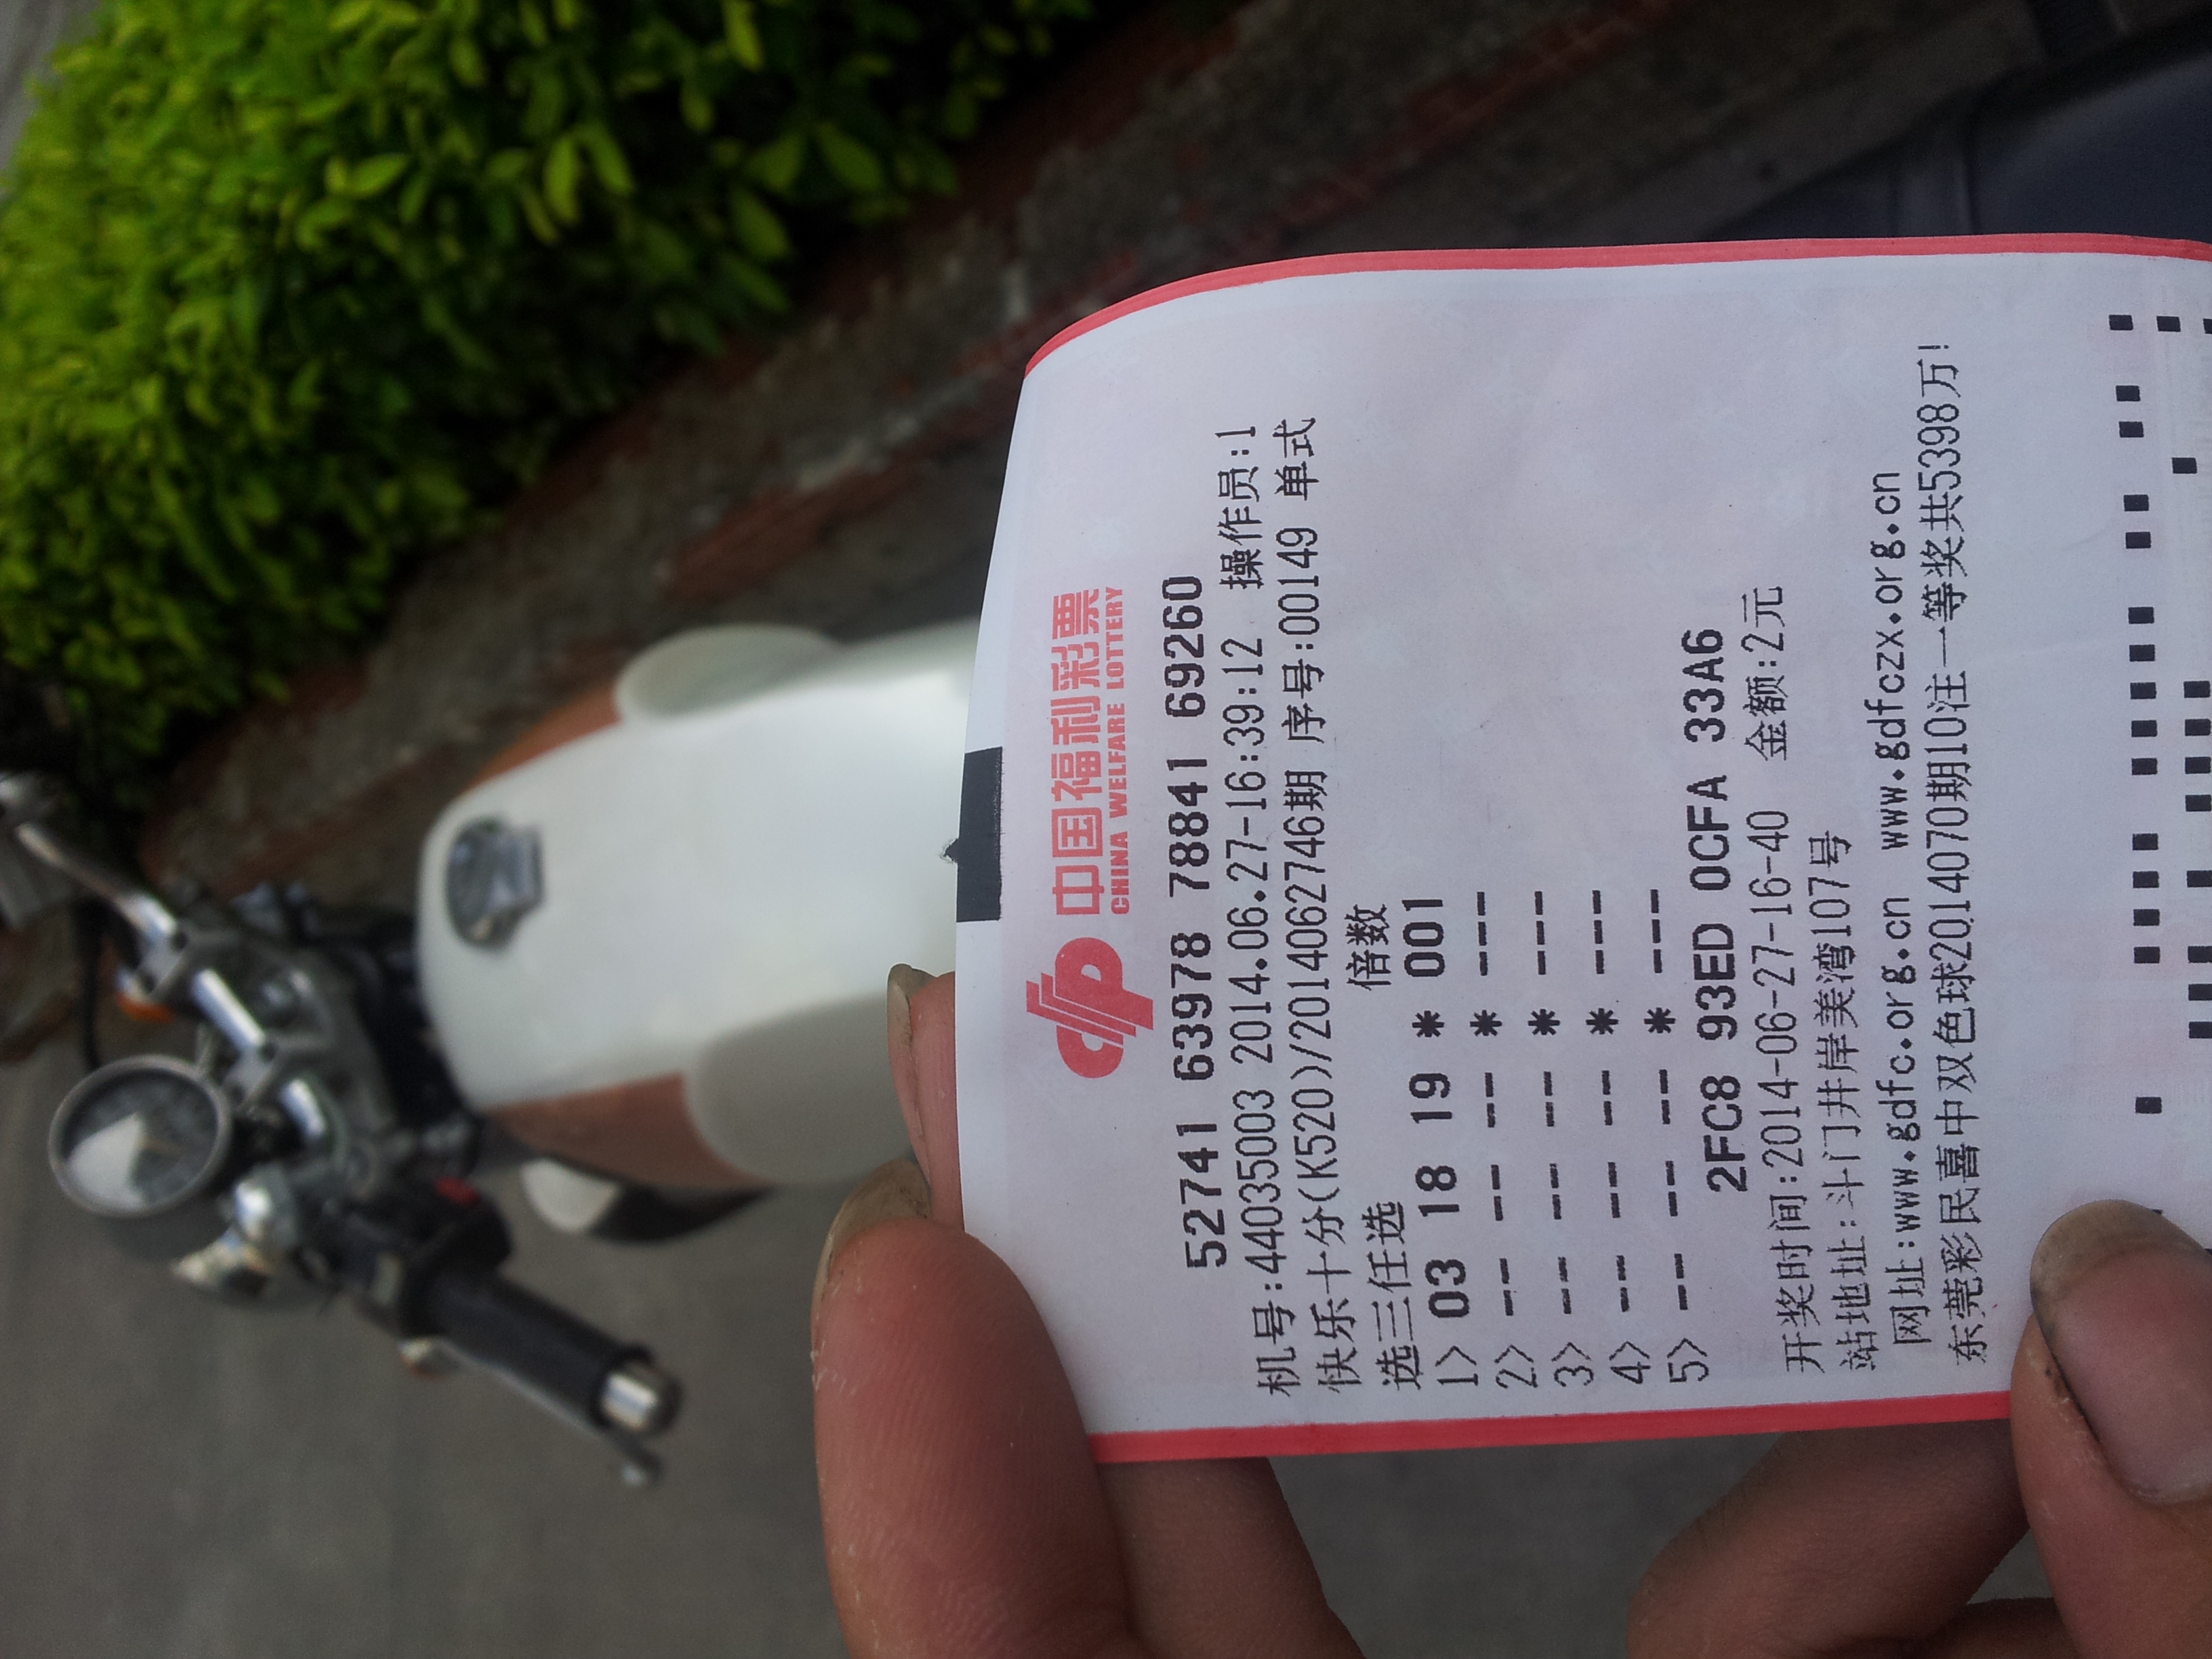 中国福利彩票
CHINA WELFARE LOTTERY
52741 63978 78841 69260
机号:44035003 2014.06.27-16:39:12 操作员:1
快乐十分(K520)/2014062746期 序号:00149 单式
选三任选 倍数
1> 03 18 19 * 001
2> -- -- -- * ---
3> -- -- -- * ---
4> -- -- -- * ---
5> -- -- -- * ---
2FC8 93ED 0CFA 33A6
开奖时间:2014-06-27-16-40 金额:2元
站地址:斗门井岸美湾107号
网址:www.gdfc.org.cn www.gdfczx.org.cn
东莞彩民喜中双色球2014070期10注一等奖共5398万!